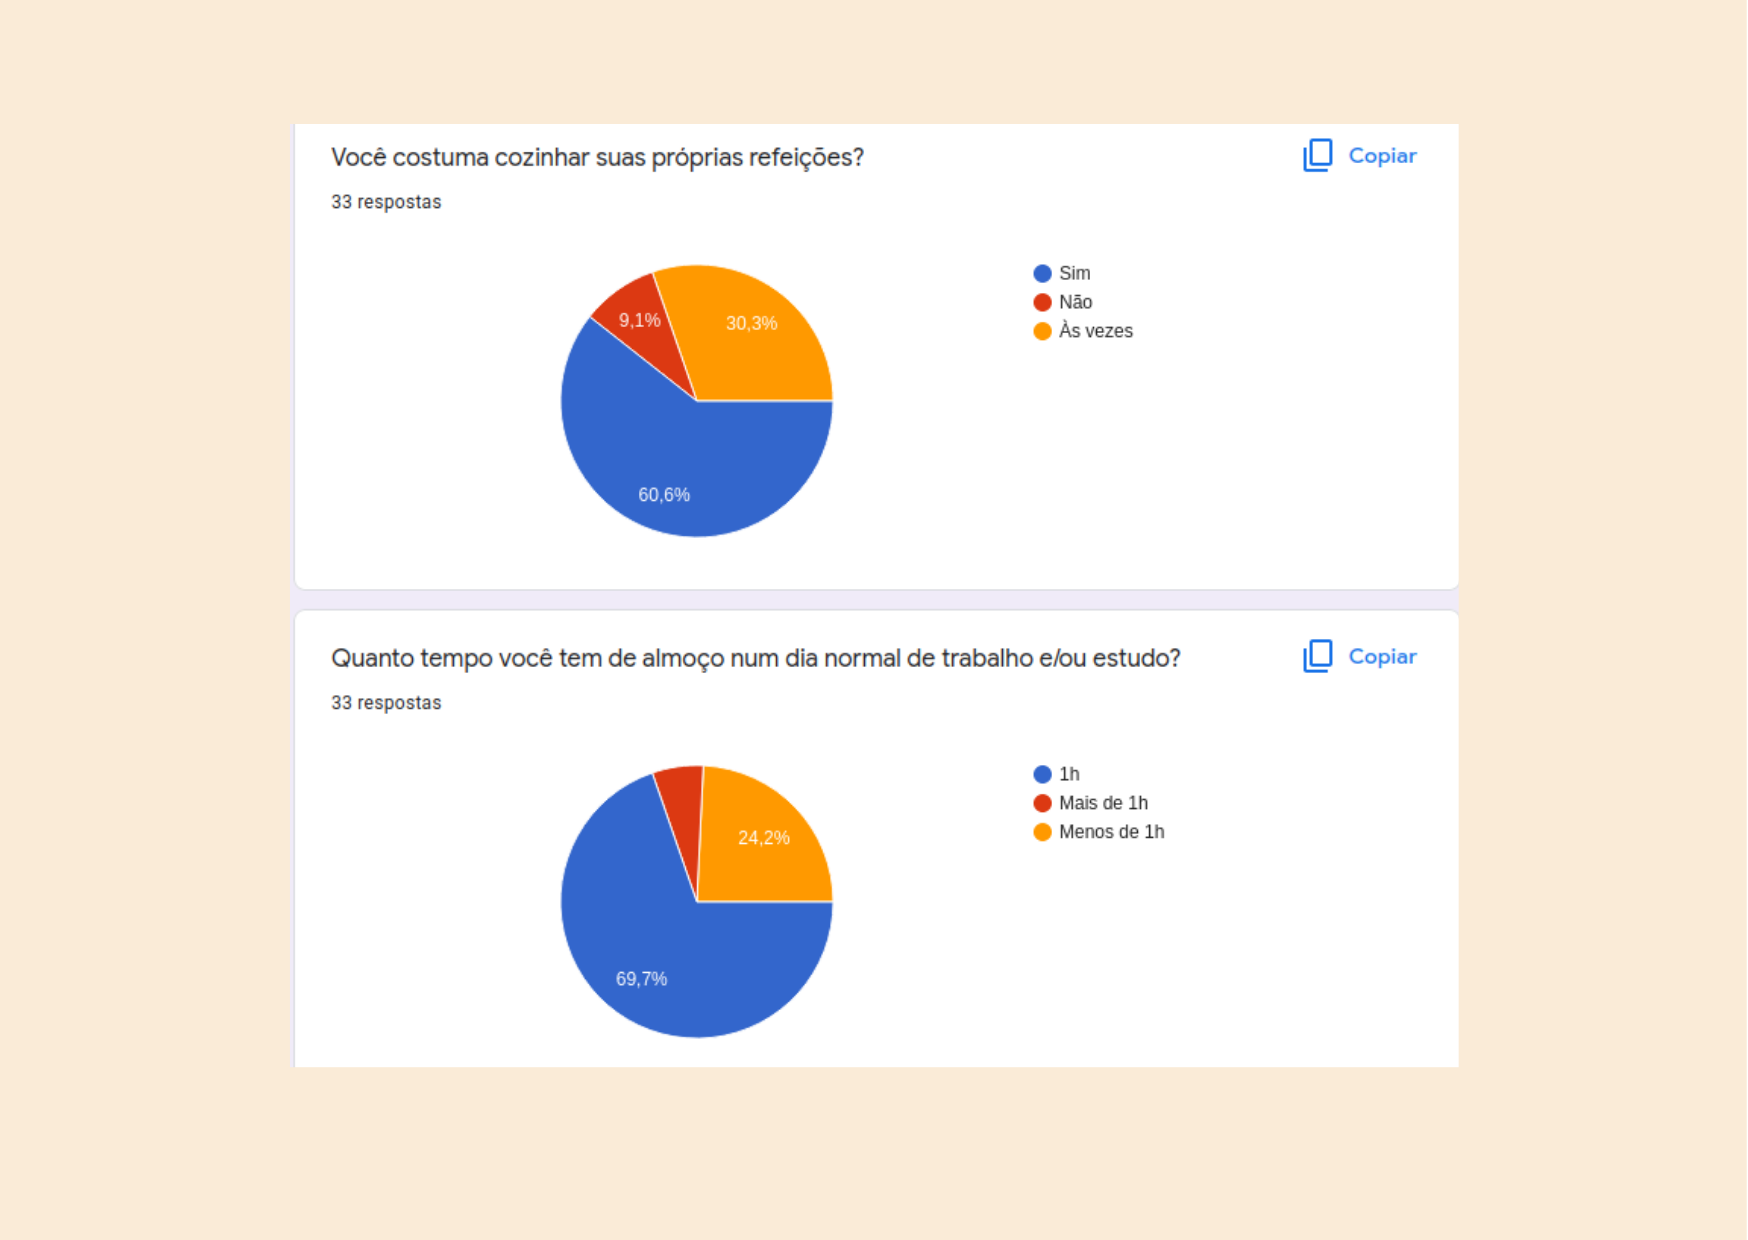 Você costuma cozinhar suas próprias refeições?
Copiar
33 respostas
Sim
Não
Às vezes
9,1%
30,3%
60,6%
Quanto tempo você tem de almoço num dia normal de trabalho e/ou estudo?
Copiar
33 respostas
1h
Mais de 1h
Menos de 1h
24,2%
69,7%